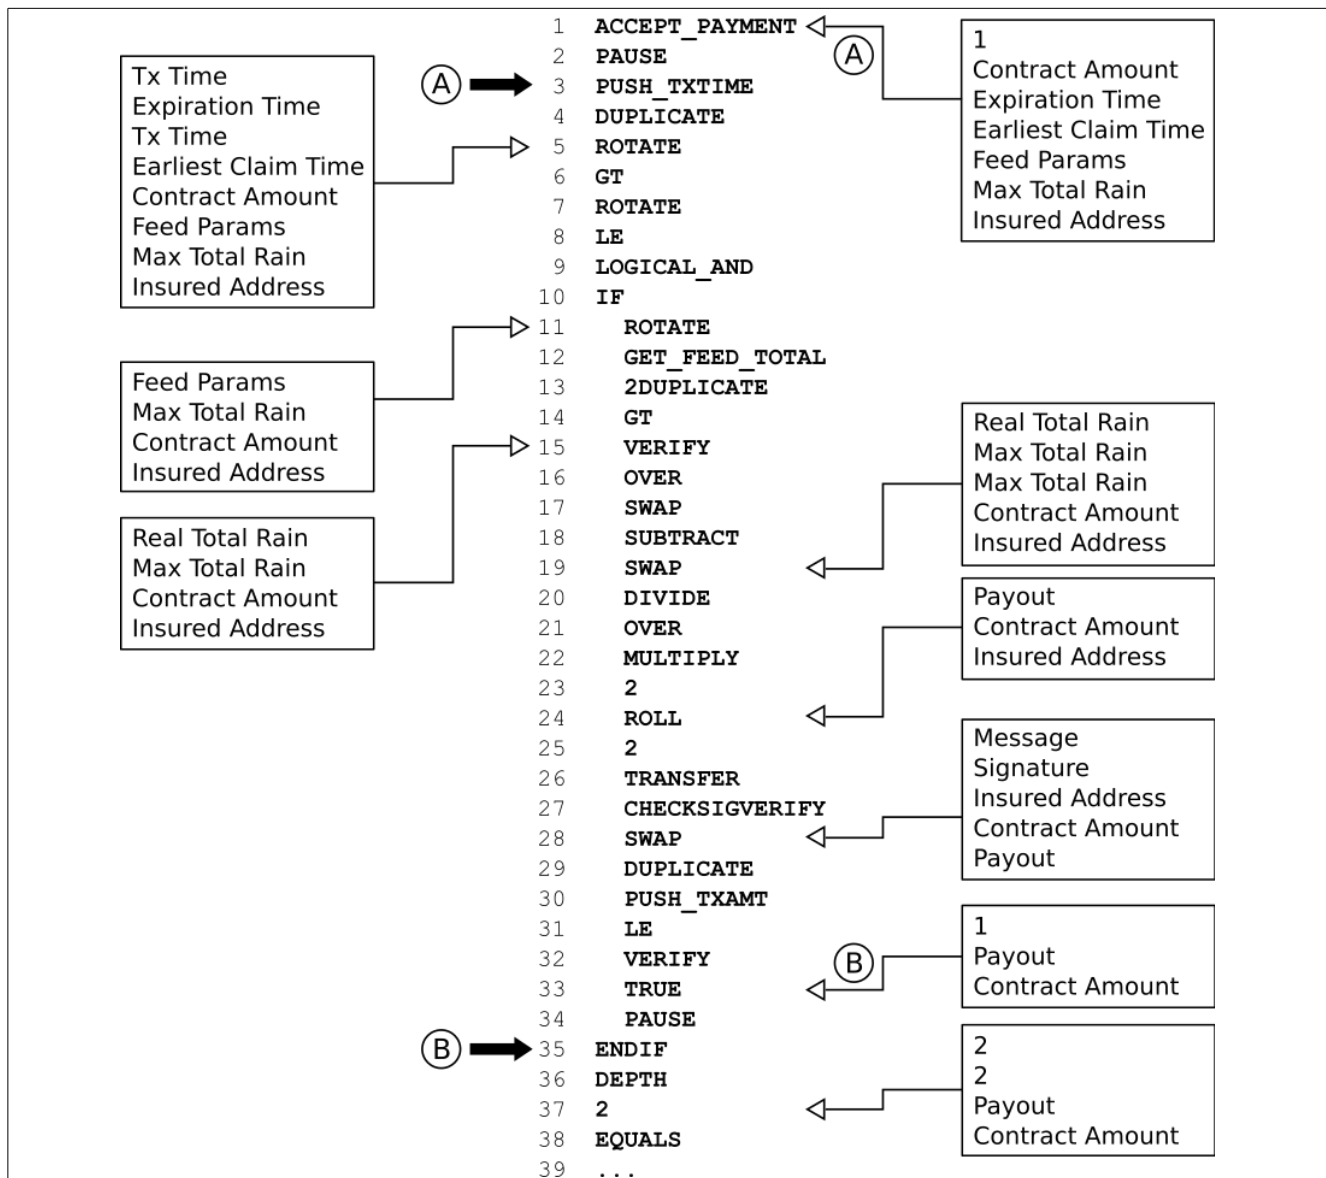 1 ACCEPT_PAYMENT
2 PAUSE
3 PUSH_TXTIME
4 DUPLICATE
5 ROTATE
6 GT
7 ROTATE
8 LE
9 LOGICAL_AND
10 IF
11 ROTATE
12 GET_FEED_TOTAL
13 2DUPLICATE
14 GT
15 VERIFY
16 OVER
17 SWAP
18 SUBTRACT
19 SWAP
20 DIVIDE
21 OVER
22 MULTIPLY
23 2
24 ROLL
25 2
26 TRANSFER
27 CHECKSIGVERIFY
28 SWAP
29 DUPLICATE
30 PUSH_TXAMT
31 LE
32 VERIFY
33 TRUE
34 PAUSE
35 ENDIF
36 DEPTH
37 2
38 EQUALS
39 ...
A
B
Tx Time
Expiration Time
Tx Time
Earliest Claim Time
Contract Amount
Feed Params
Max Total Rain
Insured Address
Feed Params
Max Total Rain
Contract Amount
Insured Address
Real Total Rain
Max Total Rain
Contract Amount
Insured Address
A
1
Contract Amount
Expiration Time
Earliest Claim Time
Feed Params
Max Total Rain
Insured Address
Real Total Rain
Max Total Rain
Max Total Rain
Contract Amount
Insured Address
Payout
Contract Amount
Insured Address
Message
Signature
Insured Address
Contract Amount
Payout
B
1
Payout
Contract Amount
2
2
Payout
Contract Amount